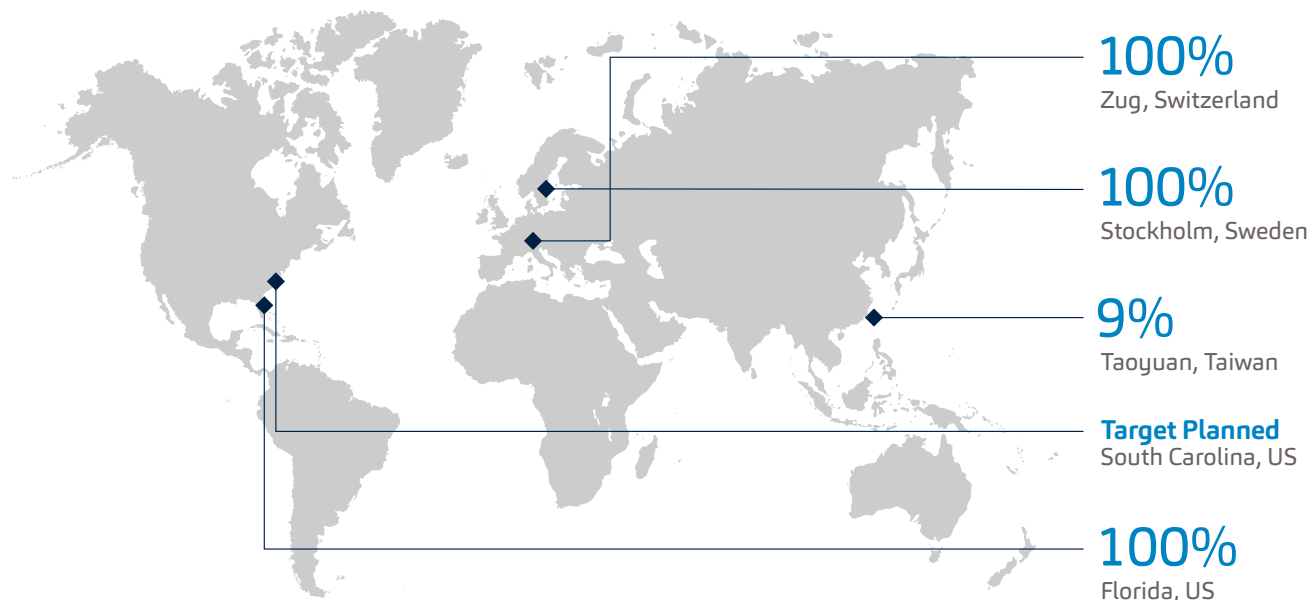 100%
Zug, Switzerland
100%
Stockholm, Sweden
9%
Taoyuan, Taiwan
Target Planned
South Carolina, US
100%
Florida, US